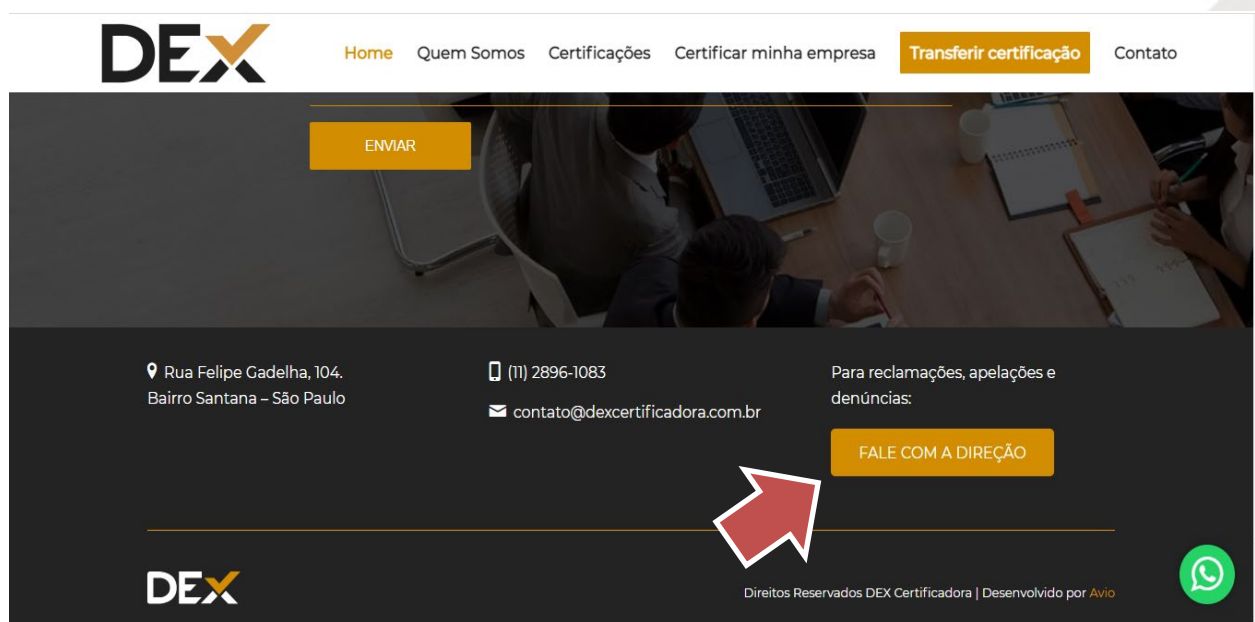 DEX
Home Quem Somos Certificações Certificar minha empresa Transferir certificação Contato
ENVIAR
Rua Felipe Gadelha, 104.
Bairro Santana – São Paulo
(11) 2896-1083
contato@dexcertificadora.com.br
Para reclamações, apelações e
denúncias:
FALE COM A DIREÇÃO
DEX
Direitos Reservados DEX Certificadora | Desenvolvido por Avio